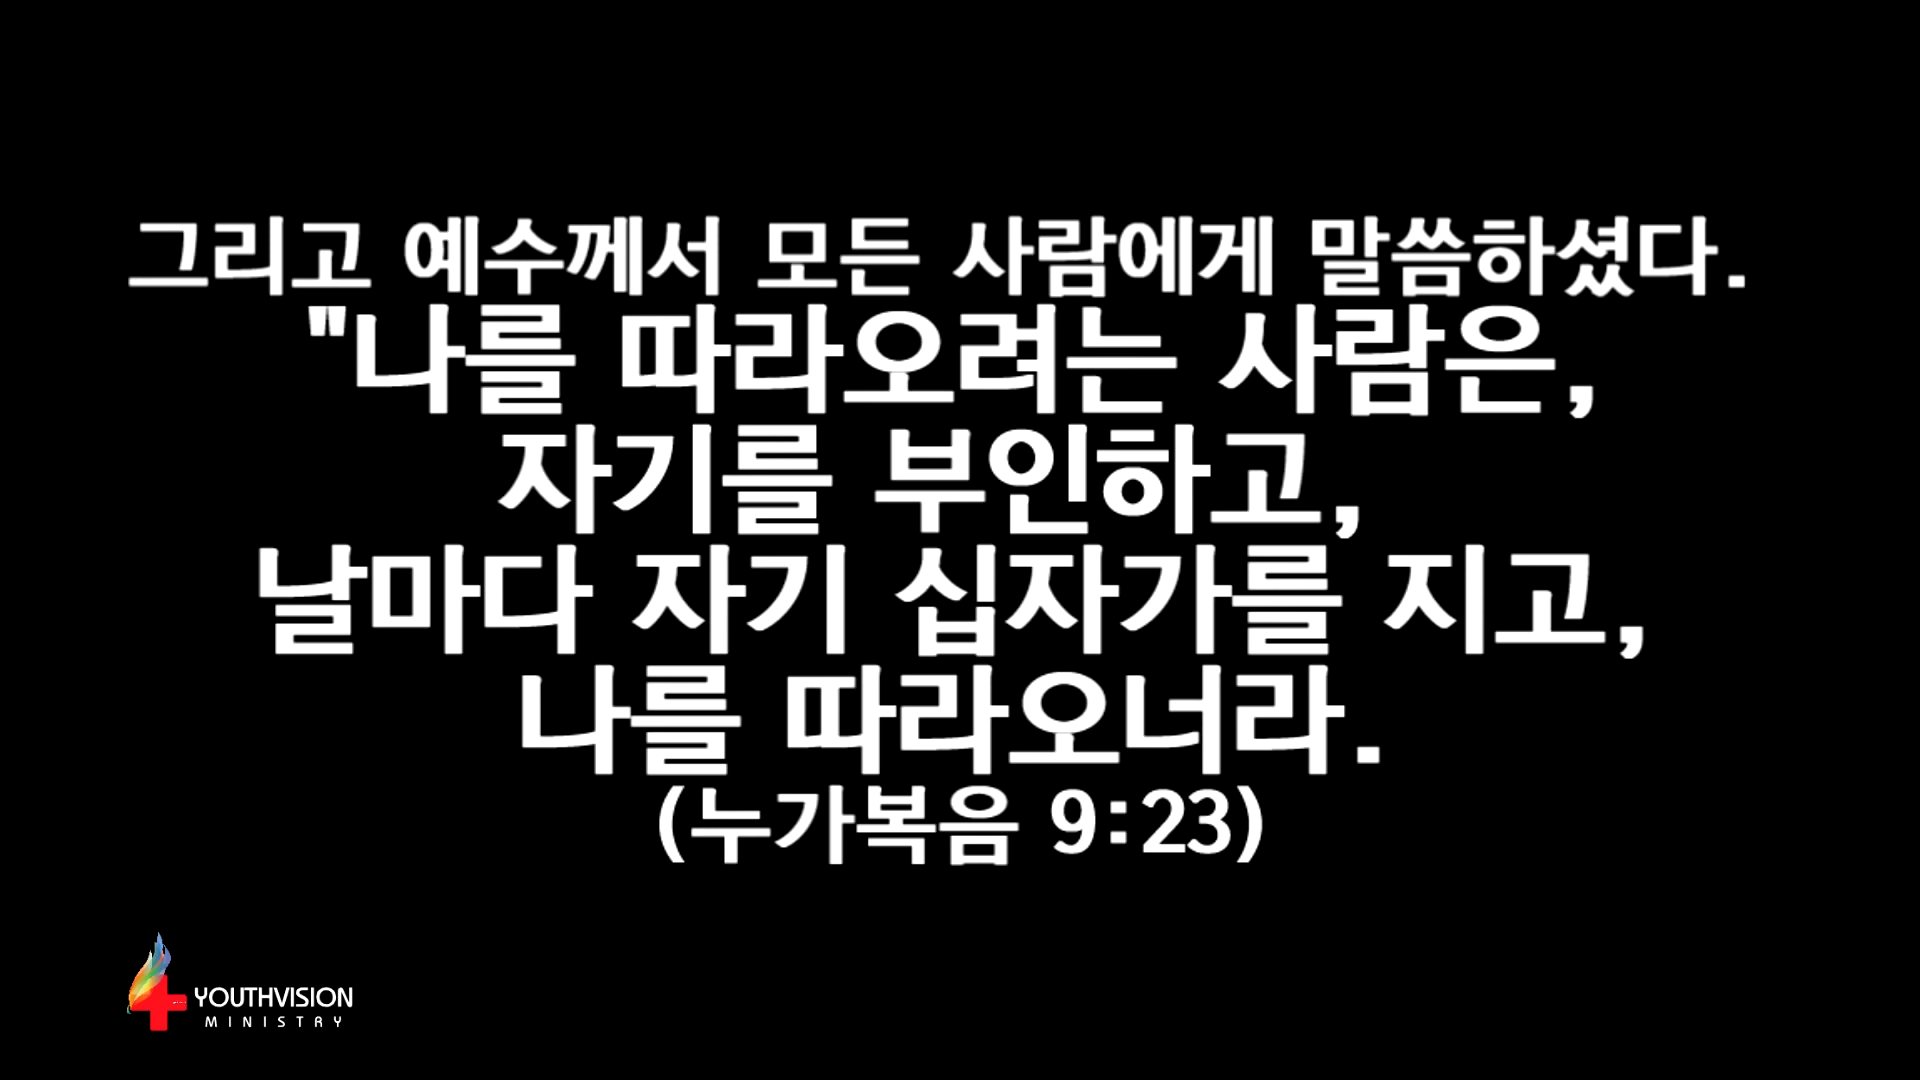 그리고 예수께서 모든 사람에게 말씀하셨다.
"나를 따라오려는 사람은,
자기를 부인하고,
날마다 자기 십자가를 지고,
나를 따라오너라.
(누가복음 9:23)
YOUTHVISION
MINISTRY